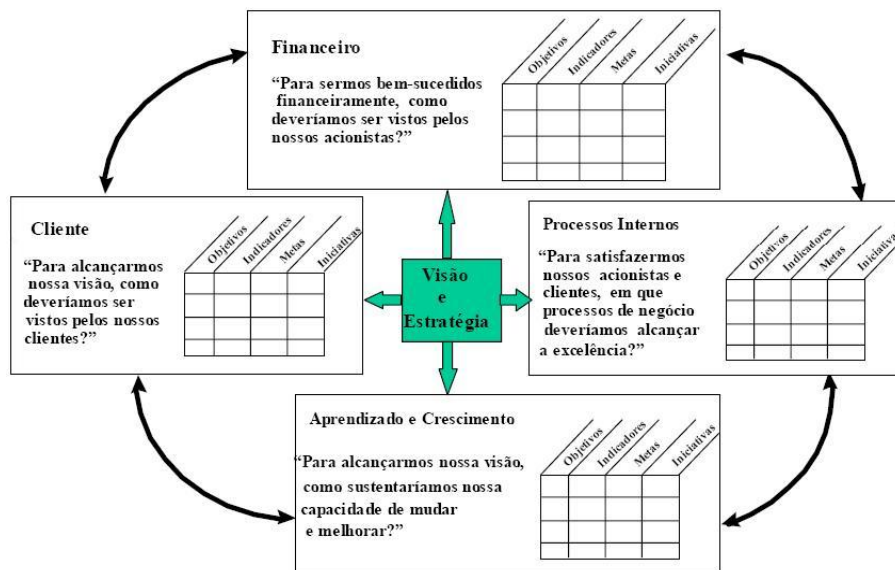 Financeiro
“Para sermos bem-sucedidos
financeiramente, como
deveríamos ser vistos pelos
nossos acionistas?”
Objetivos
Indicadores
Metas
Iniciativas
Cliente
“Para alcançarmos
nossa visão, como
deveríamos ser
vistos pelos nossos
clientes?”
Objetivos
Indicadores
Metas
Iniciativas
Visão
e
Estratégia
Processos Internos
“Para satisfazermos
nossos acionistas e
clientes, em que
processos de negócio
deveríamos alcançar
a excelência?”
Objetivos
Indicadores
Metas
Iniciativas
Aprendizado e Crescimento
“Para alcançarmos nossa visão,
como sustentaríamos nossa
capacidade de mudar
e melhorar?”
Objetivos
Indicadores
Metas
Iniciativas